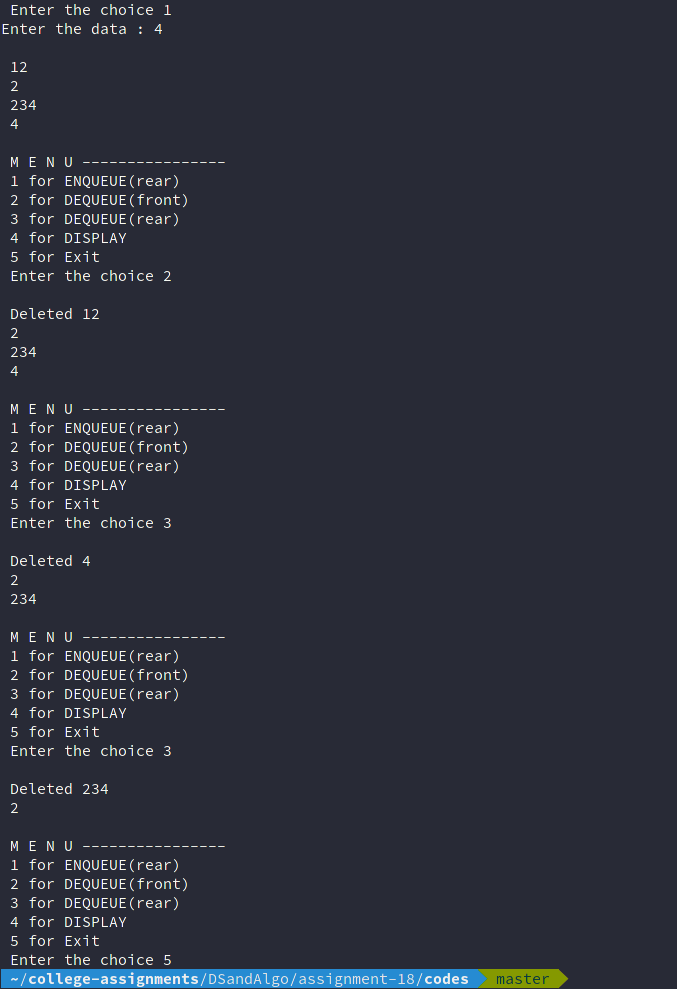 Enter the choice 1
Enter the data : 4
12
2
234
4
M E N U ----------------
1 for ENQUEUE(rear)
2 for DEQUEUE(front)
3 for DEQUEUE(rear)
4 for DISPLAY
5 for Exit
Enter the choice 2
Deleted 12
2
234
4
M E N U ----------------
1 for ENQUEUE(rear)
2 for DEQUEUE(front)
3 for DEQUEUE(rear)
4 for DISPLAY
5 for Exit
Enter the choice 3
Deleted 4
2
234
M E N U ----------------
1 for ENQUEUE(rear)
2 for DEQUEUE(front)
3 for DEQUEUE(rear)
4 for DISPLAY
5 for Exit
Enter the choice 3
Deleted 234
2
M E N U ----------------
1 for ENQUEUE(rear)
2 for DEQUEUE(front)
3 for DEQUEUE(rear)
4 for DISPLAY
5 for Exit
Enter the choice 5
~/college-assignments/DSandAlgo/assignment-18/codes master